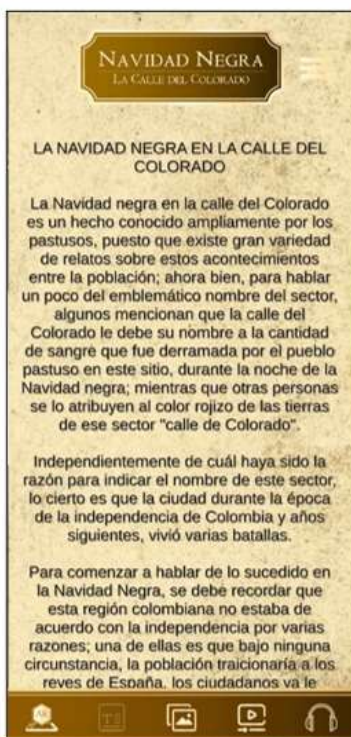 NAVIDAD NEGRA
LA CALLE DEL COLORADO
LA NAVIDAD NEGRA EN LA CALLE DEL
COLORADO
La Navidad negra en la calle del Colorado
es un hecho conocido ampliamente por los
pastusos, puesto que existe gran variedad
de relatos sobre estos acontecimientos
entre la población; ahora bien, para hablar
un poco del emblemático nombre del sector,
algunos mencionan que la calle del
Colorado le debe su nombre a la cantidad
de sangre que fue derramada por el pueblo
pastuso en este sitio, durante la noche de la
Navidad negra; mientras que otras personas
se lo atribuyen al color rojizo de las tierras
de ese sector "calle de Colorado".
Independientemente de cuál haya sido la
razón para indicar el nombre de este sector,
lo cierto es que la ciudad durante la época
de la independencia de Colombia y años
siguientes, vivió varias batallas.
Para comenzar a hablar de lo sucedido en
la Navidad Negra, se debe recordar que
esta región colombiana no estaba de
acuerdo con la independencia por varias
razones; una de ellas es que bajo ninguna
circunstancia, la población traicionaría a los
reyes de España, los ciudadanos ya le